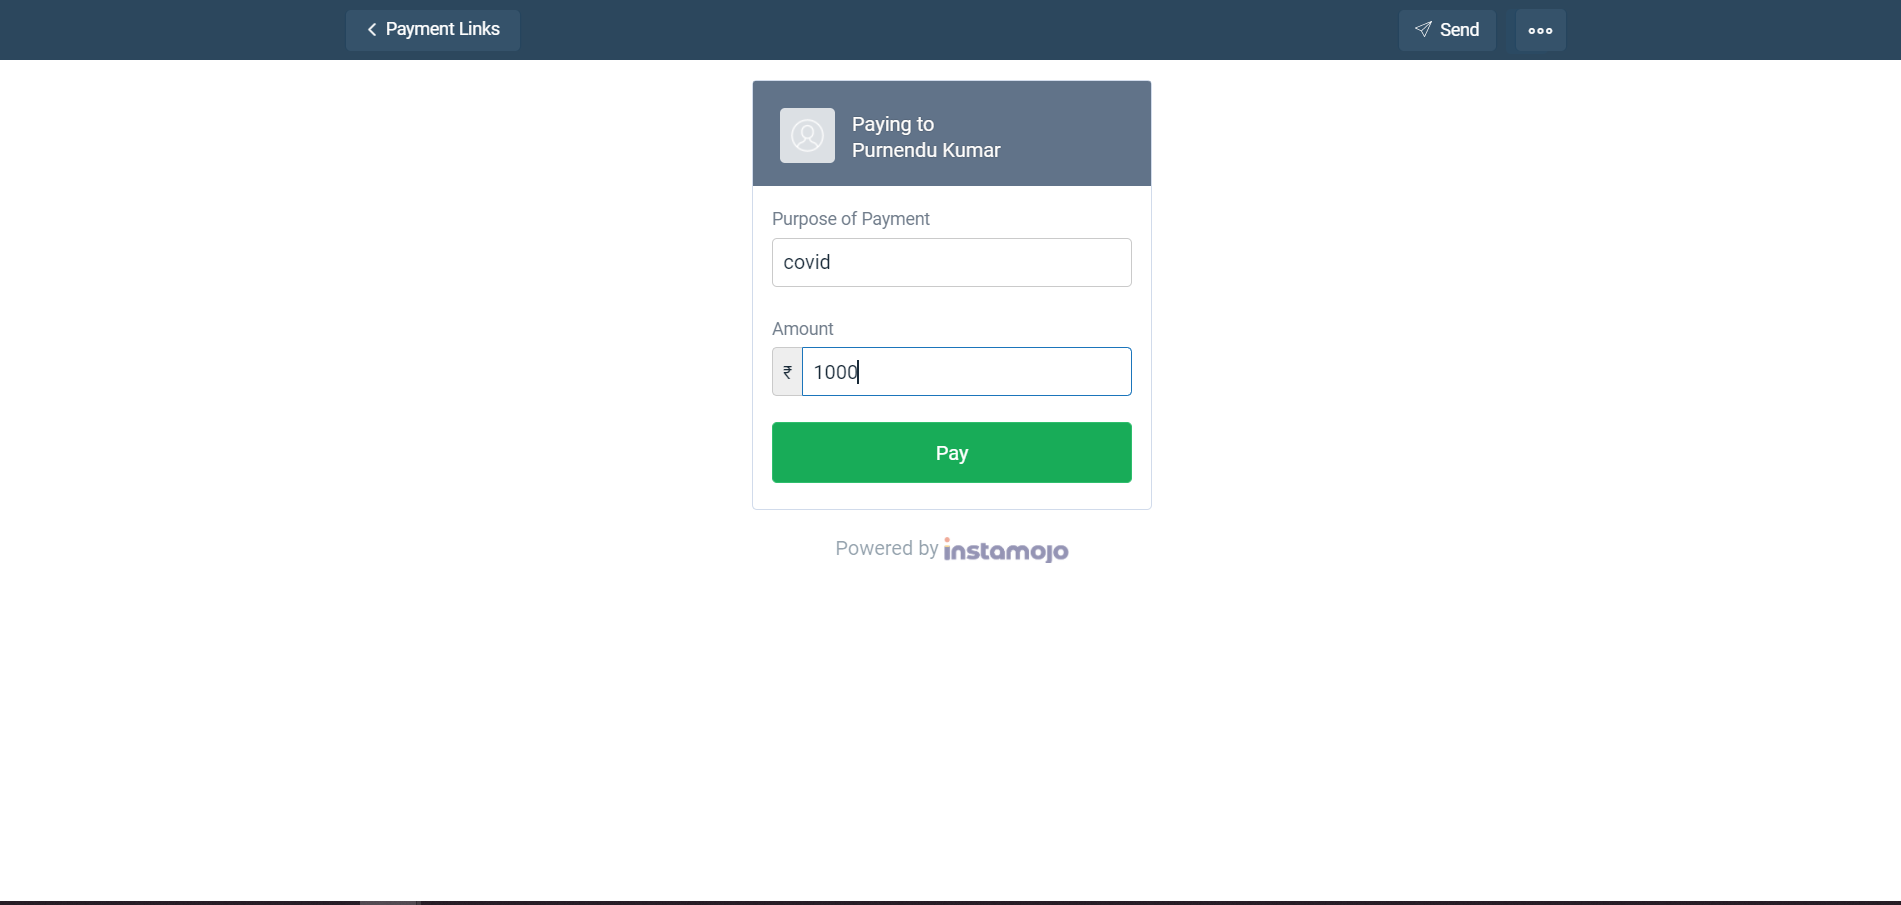 Payment Links
Send
Paying to
Purnendu Kumar
Purpose of Payment
covid
Amount
₹ 1000
Pay
Powered by instamojo